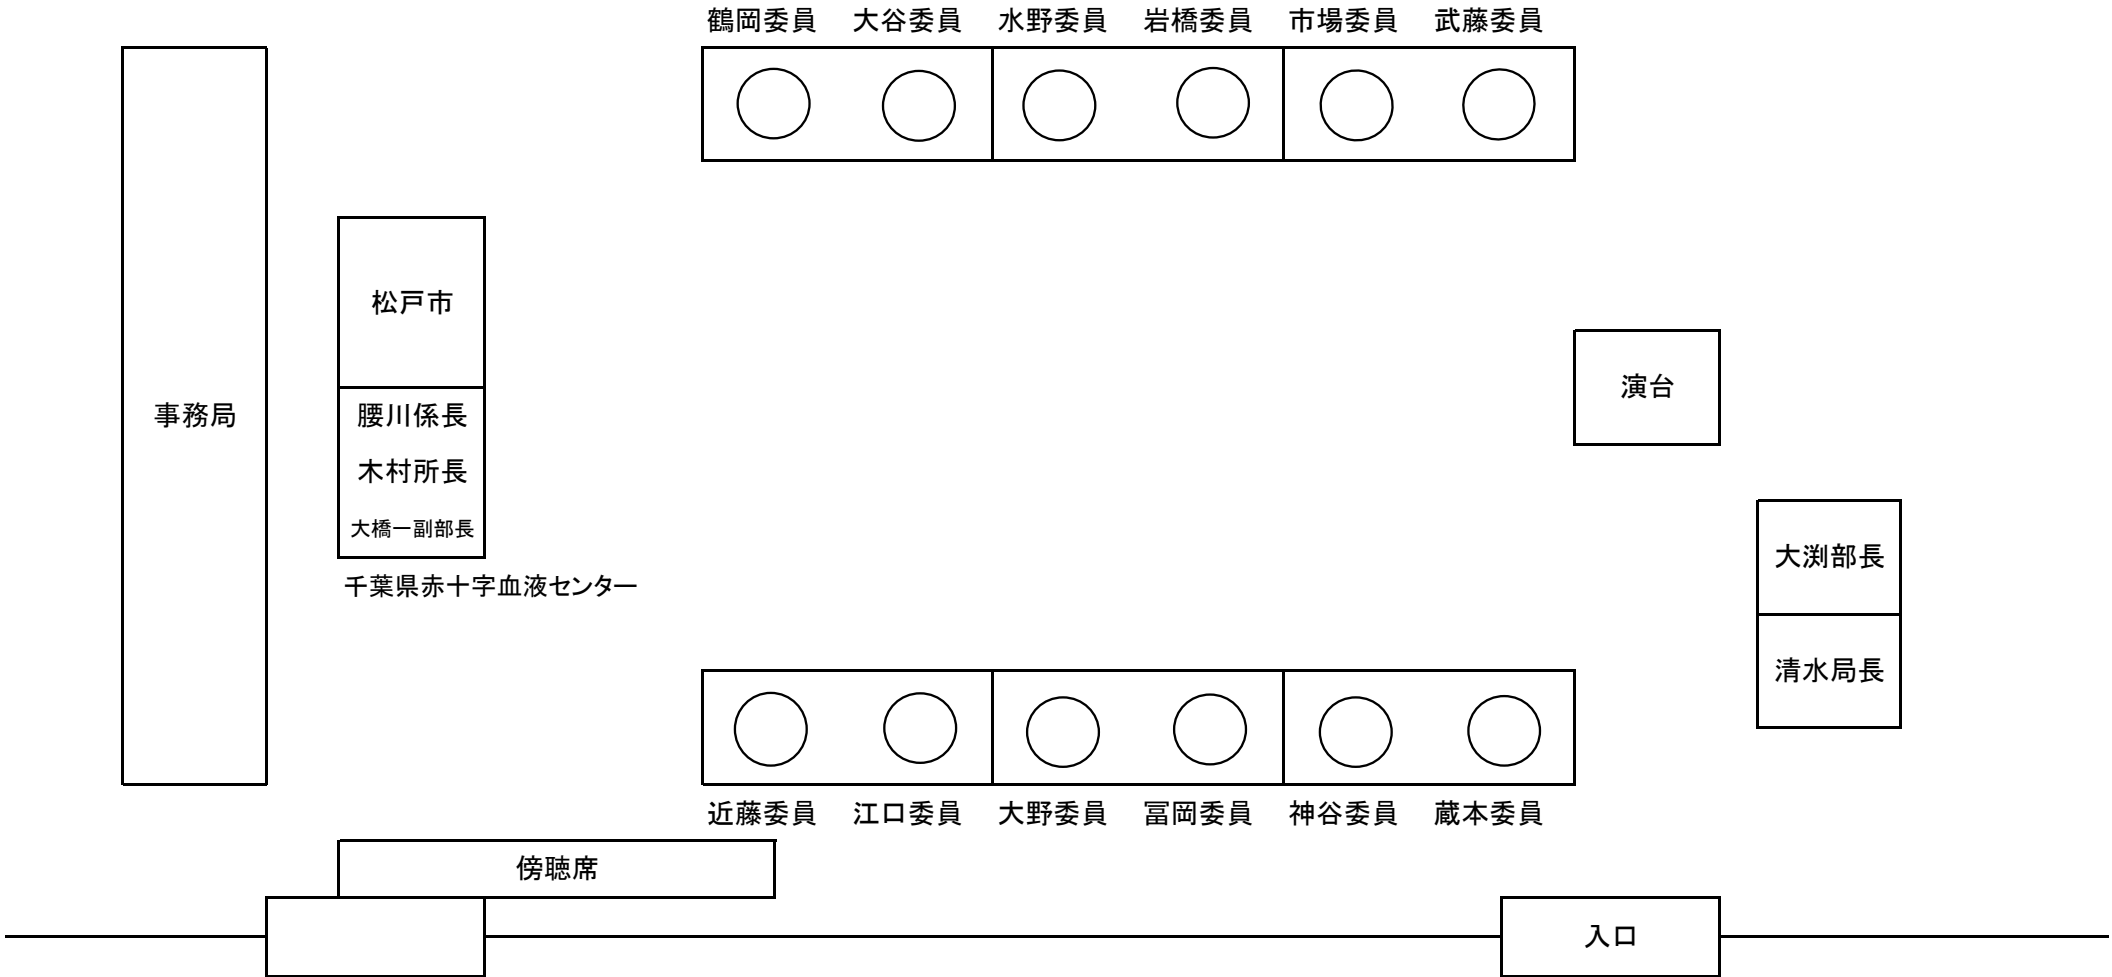 鶴岡委員 大谷委員 水野委員 岩橋委員 市場委員 武藤委員
松戸市
演台
事務局
腰川係長
木村所長
大橋一副部長
千葉県赤十字血液センター
大渕部長
清水局長
近藤委員 江口委員 大野委員 冨岡委員 神谷委員 蔵本委員
傍聴席
入口